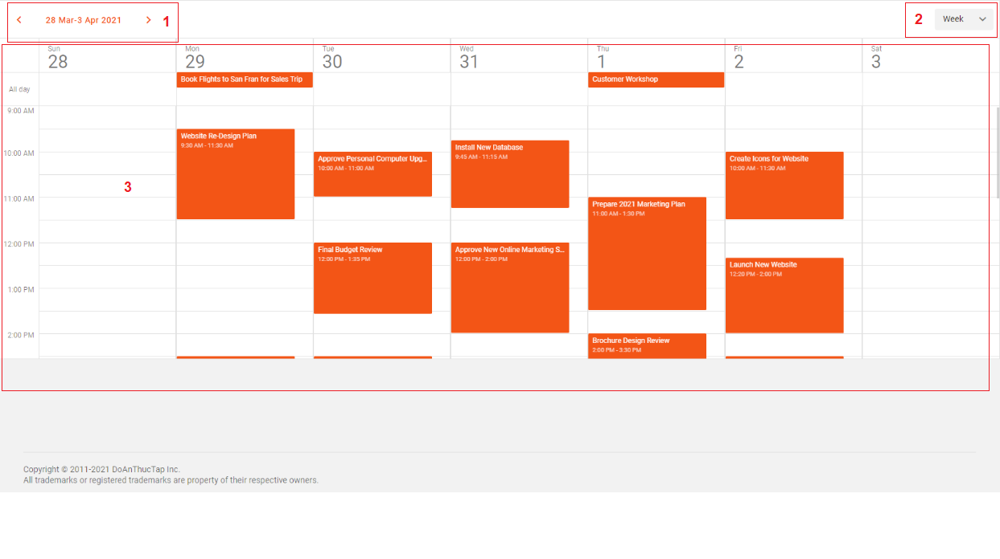 28 Mar-3 Apr 2021
1
2
Week
Sun
28
Mon
29
Tue
30
Wed
31
Thu
1
Fri
2
Sat
3
All day
Book Flights to San Fran for Sales Trip
Customer Workshop
9:00 AM
Website Re-Design Plan
9:30 AM - 11:30 AM
Install New Database
9:45 AM - 11:15 AM
10:00 AM
Approve Personal Computer Upg...
10:00 AM - 11:00 AM
Create Icons for Website
10:00 AM - 11:30 AM
3
11:00 AM
Prepare 2021 Marketing Plan
11:00 AM - 1:30 PM
12:00 PM
Final Budget Review
12:00 PM - 1:35 PM
Approve New Online Marketing S...
12:00 PM - 2:00 PM
Launch New Website
12:20 PM - 2:00 PM
1:00 PM
2:00 PM
Brochure Design Review
2:00 PM - 3:30 PM
Copyright © 2011-2021 DoAnThucTap Inc.
All trademarks or registered trademarks are property of their respective owners.